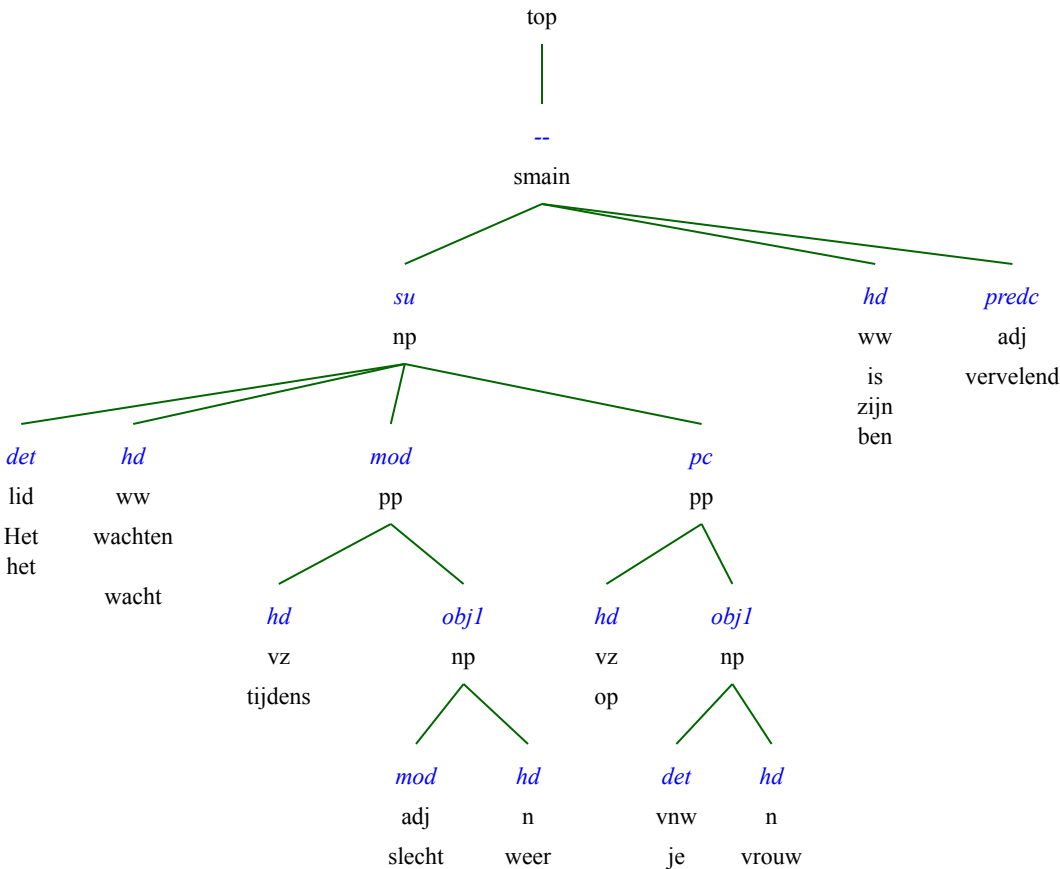 top
--
smain
su hd predc
np ww adj
is vervelend
zijn
ben
det hd mod pc
lid ww pp pp
Het wachten
het
wacht
hd obj1 hd obj1
vz np vz np
tijdens op
mod hd det hd
adj n vnw n
slecht weer je vrouw